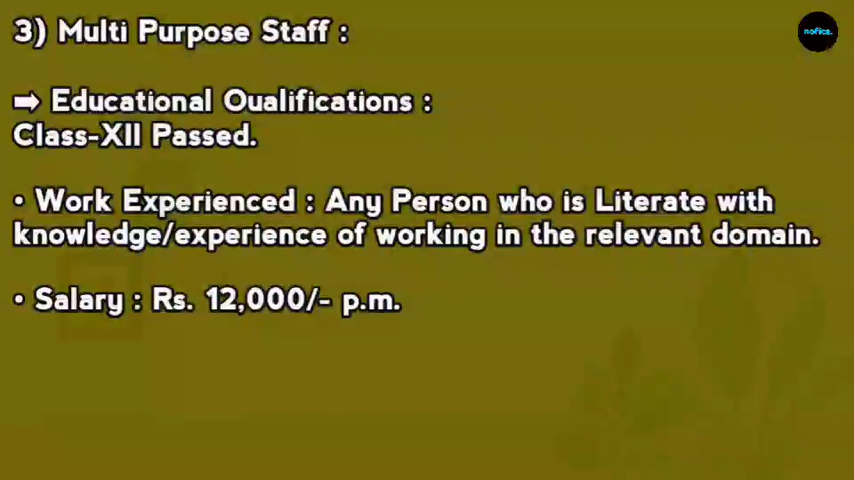 3) Multi Purpose Staff :
nofics.
➡ Educational Qualifications :
Class-XII Passed.
• Work Experienced : Any Person who is Literate with
knowledge/experience of working in the relevant domain.
• Salary : Rs. 12,000/- p.m.